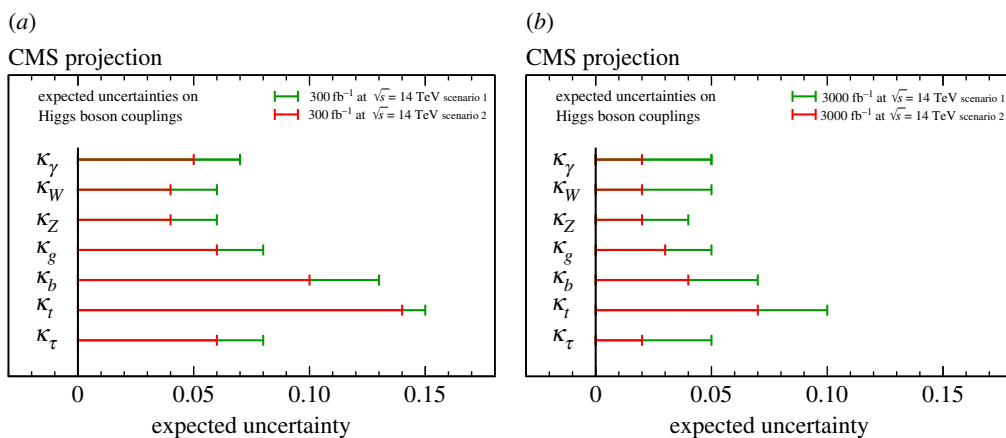 (a)
CMS projection
expected uncertainties on
Higgs boson couplings
300 fb⁻¹ at √s = 14 TeV scenario 1
300 fb⁻¹ at √s = 14 TeV scenario 2
κγ
κW
κZ
κg
κb
κt
κτ
0 0.05 0.10 0.15
expected uncertainty
(b)
CMS projection
expected uncertainties on
Higgs boson couplings
3000 fb⁻¹ at √s = 14 TeV scenario 1
3000 fb⁻¹ at √s = 14 TeV scenario 2
κγ
κW
κZ
κg
κb
κt
κτ
0 0.05 0.10 0.15
expected uncertainty